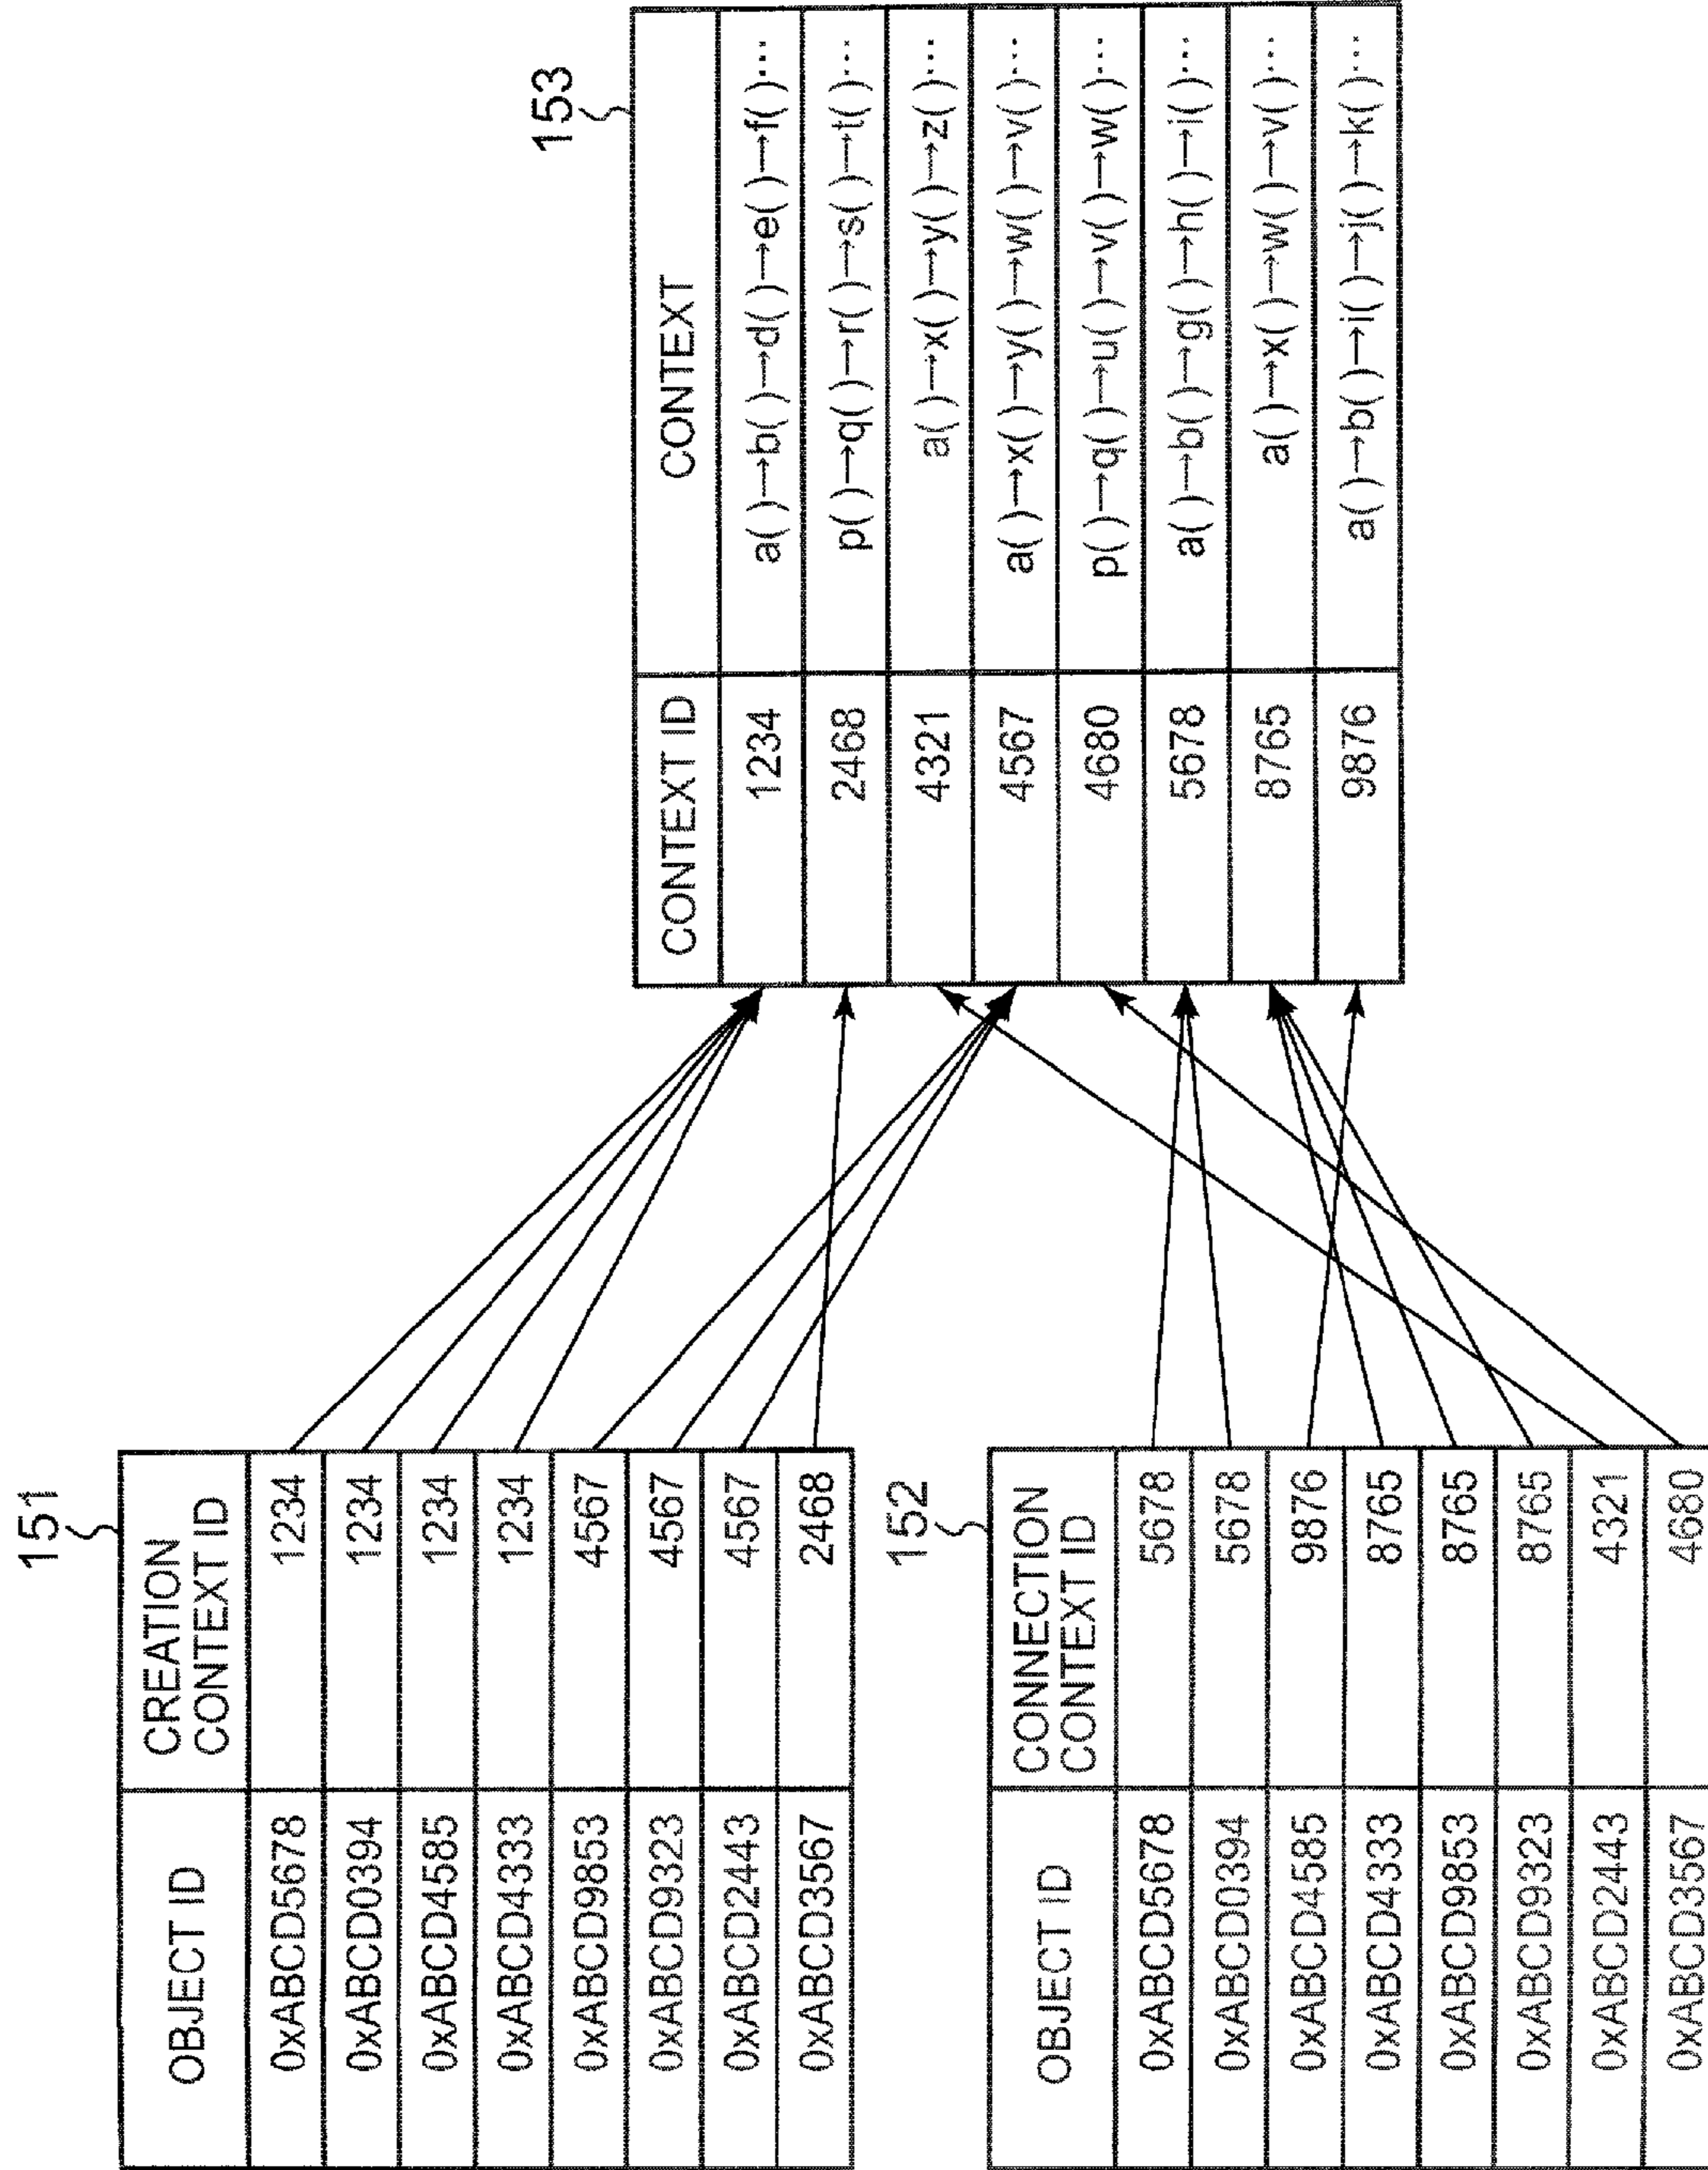 151
OBJECT ID CREATION
CONTEXT ID
0xABCD5678 1234
0xABCD0394 1234
0xABCD4585 1234
0xABCD4333 1234
0xABCD9853 4567
0xABCD9323 4567
0xABCD2443 4567
0xABCD3567 2468
152
OBJECT ID CONNECTION
CONTEXT ID
0xABCD5678 5678
0xABCD0394 5678
0xABCD4585 9876
0xABCD4333 8765
0xABCD9853 8765
0xABCD9323 8765
0xABCD2443 4321
0xABCD3567 4680
153
CONTEXT ID CONTEXT
1234 a( )→b( )→d( )→e( )→f( )···
2468 p( )→q( )→r( )→s( )→t( )···
4321 a( )→x( )→y( )→z( )···
4567 a( )→x( )→y( )→w( )→v( )···
4680 p( )→q( )→u( )→v( )→w( )···
5678 a( )→b( )→g( )→h( )→i( )···
8765 a( )→x( )→w( )→v( )···
9876 a( )→b( )→i( )→j( )→k( )···